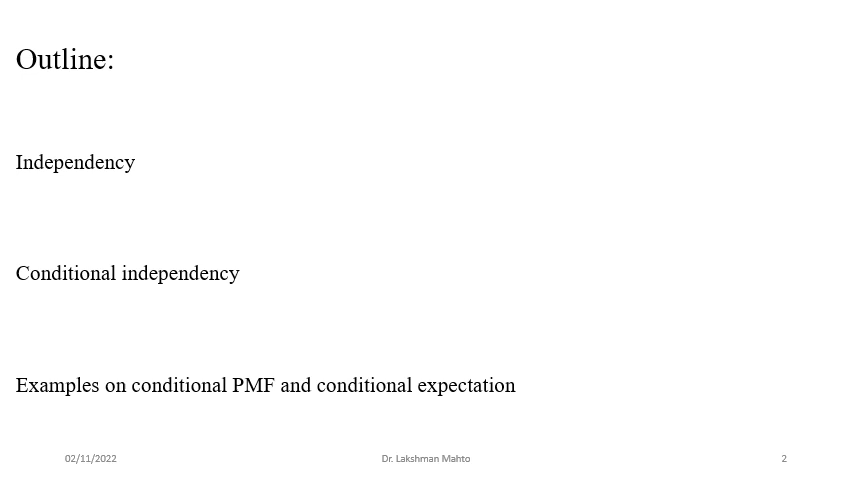 Outline:
Independency
Conditional independency
Examples on conditional PMF and conditional expectation
02/11/2022 Dr. Lakshman Mahto 2